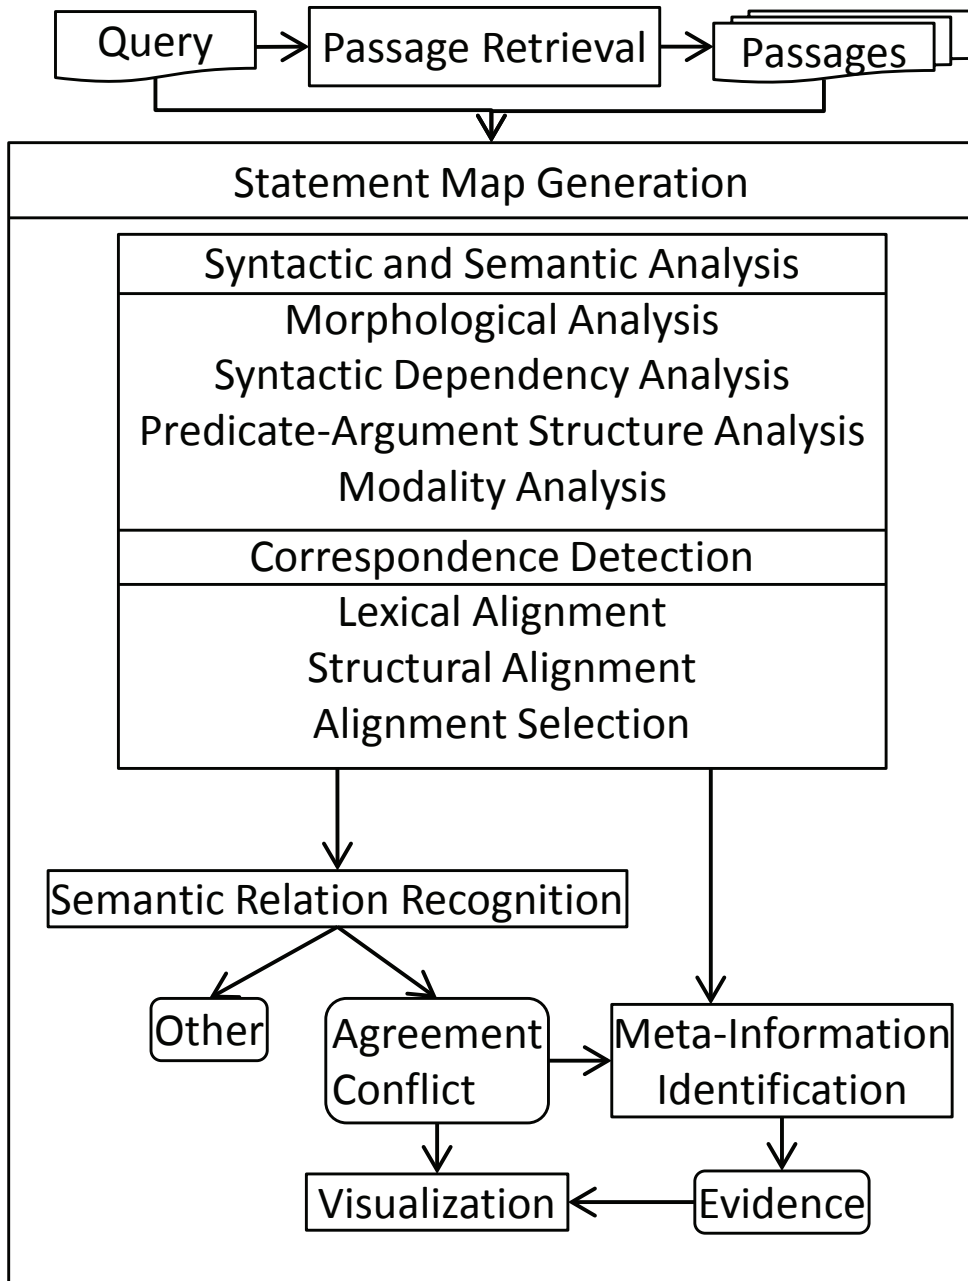 Query
Passage Retrieval
Passages
Statement Map Generation
Syntactic and Semantic Analysis
Morphological Analysis
Syntactic Dependency Analysis
Predicate-Argument Structure Analysis
Modality Analysis
Correspondence Detection
Lexical Alignment
Structural Alignment
Alignment Selection
Semantic Relation Recognition
Other
Agreement
Conflict
Meta-Information
Identification
Visualization
Evidence